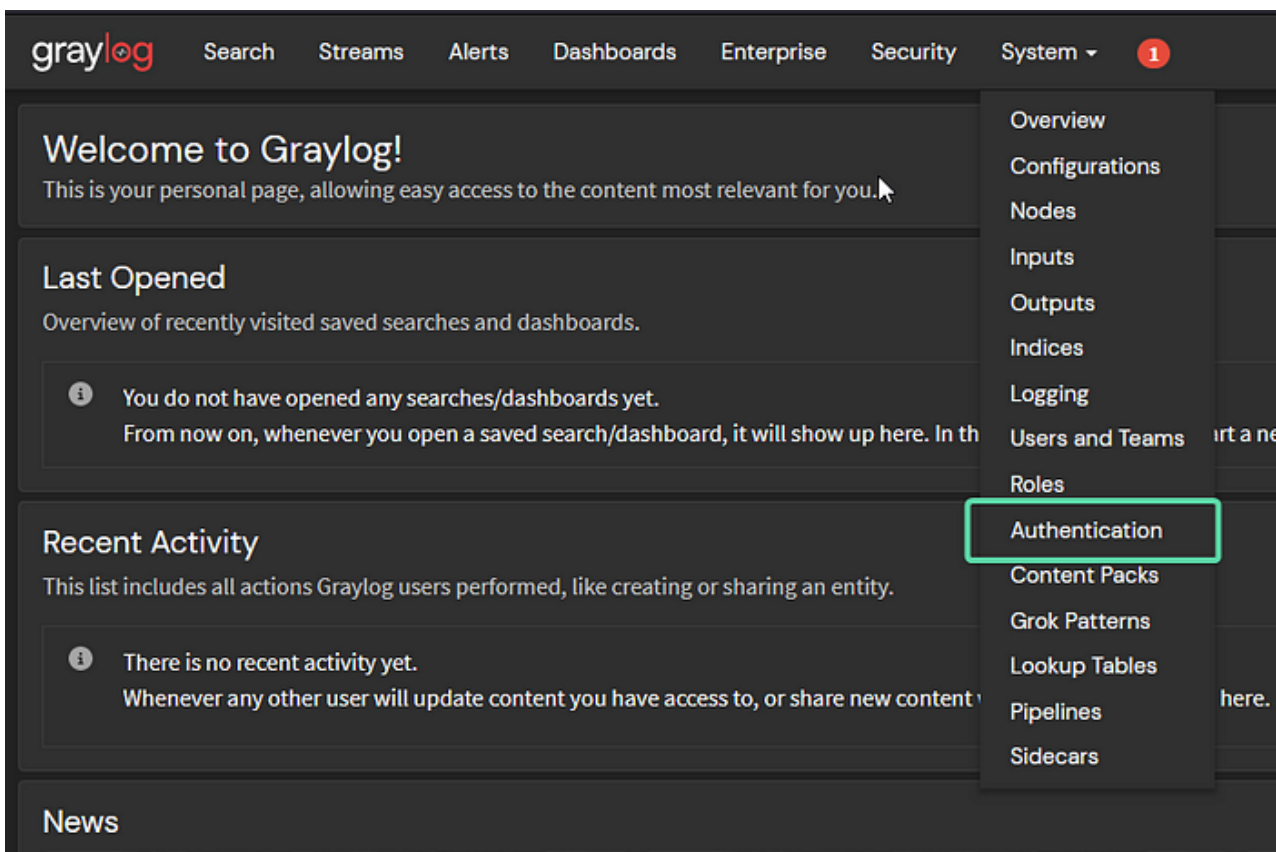 graylog Search Streams Alerts Dashboards Enterprise Security System 1
Welcome to Graylog!
This is your personal page, allowing easy access to the content most relevant for you.
Last Opened
Overview of recently visited saved searches and dashboards.
You do not have opened any searches/dashboards yet.
From now on, whenever you open a saved search/dashboard, it will show up here. In th
Recent Activity
This list includes all actions Graylog users performed, like creating or sharing an entity.
There is no recent activity yet.
Whenever any other user will update content you have access to, or share new content
here.
News
Overview
Configurations
Nodes
Inputs
Outputs
Indices
Logging
Users and Teams
Roles
Authentication
Content Packs
Grok Patterns
Lookup Tables
Pipelines
Sidecars